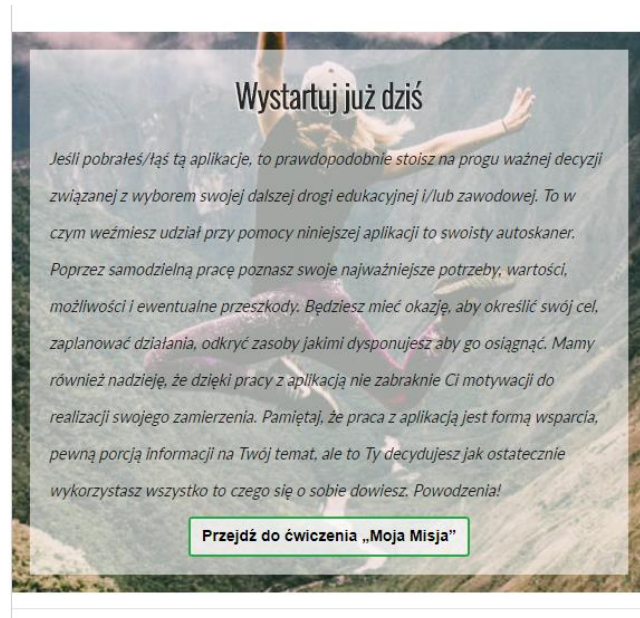 Wystartuj już dziś
Jeśli pobrałeś/łąś tą aplikacje, to prawdopodobnie stoisz na progu ważnej decyzji
związanej z wyborem swojej dalszej drogi edukacyjnej i/lub zawodowej. To w
czym weźmiesz udział przy pomocy niniejszej aplikacji to swoisty autoskaner.
Poprzez samodzielną pracę poznasz swoje najważniejsze potrzeby, wartości,
możliwości i ewentualne przeszkody. Będziesz mieć okazję, aby określić swój cel,
zaplanować działania, odkryć zasoby jakimi dysponujesz aby go osiągnąć. Mamy
również nadzieję, że dzięki pracy z aplikacją nie zabraknie Ci motywacji do
realizacji swojego zamierzenia. Pamiętaj, że praca z aplikacją jest formą wsparcia,
pewną porcją informacji na Twój temat, ale to Ty decydujesz jak ostatecznie
wykorzystasz wszystko to czego się o sobie dowiesz. Powodzenia!
Przejdź do ćwiczenia „Moja Misja”